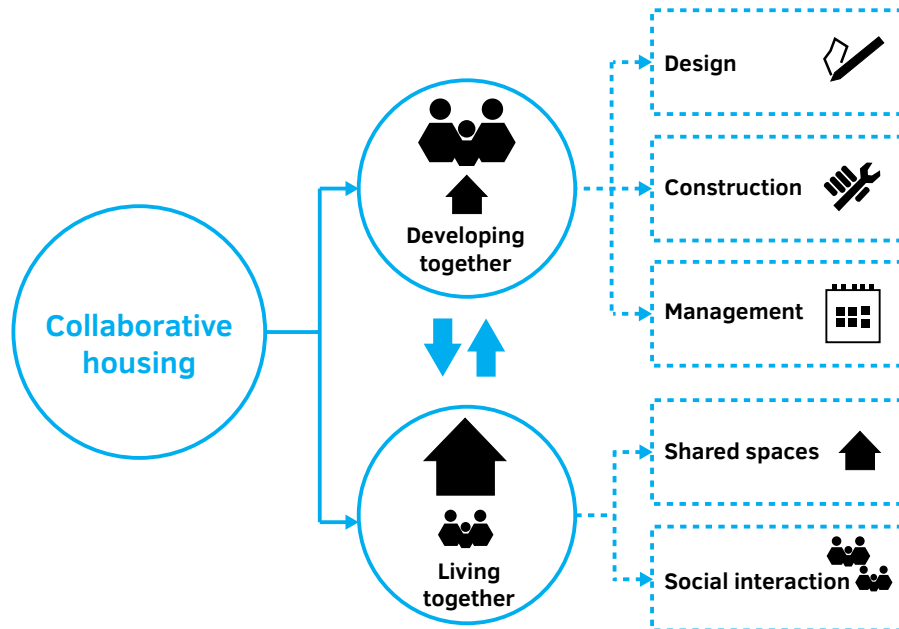 Collaborative
housing
Developing
together
Living
together
Design
Construction
Management
Shared spaces
Social interaction